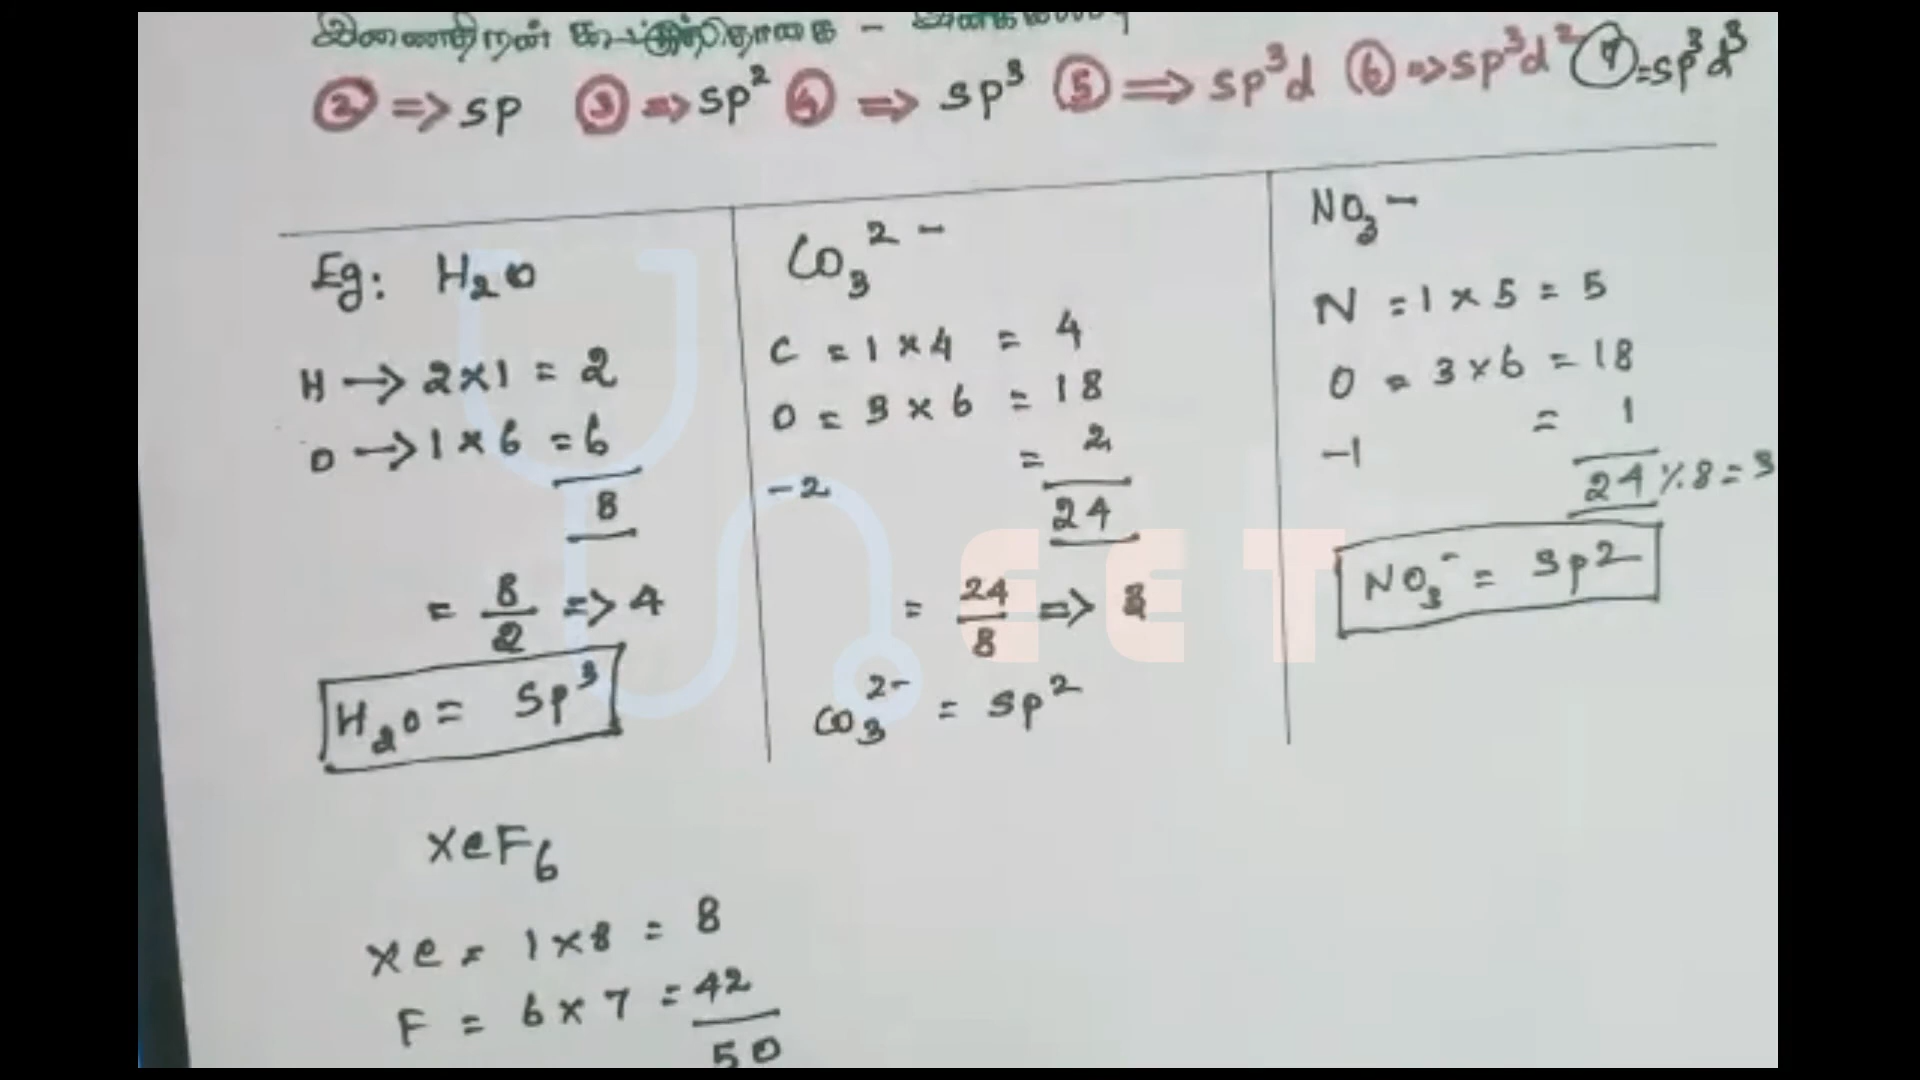 இணைதிறன் கூட்டுத்தொகை -
② => sp ③ => sp² ④ => sp³ ⑤ => sp³d ⑥ => sp³d² ⑦ = sp³d³
Eg: H₂O
H → 2×1 = 2
O → 1×6 = 6
8
= 8/2 => 4
H₂O = Sp³
CO₃²⁻
C = 1×4 = 4
O = 3×6 = 18
-2 = 2
24
= 24/8 => 3
CO₃²⁻ = sp²
NO₃⁻
N = 1×5 = 5
O = 3×6 = 18
-1 = 1
24 ⁒ 8 = 3
NO₃⁻ = Sp²
XeF₆
Xe = 1×8 = 8
F = 6×7 = 42
50
EET